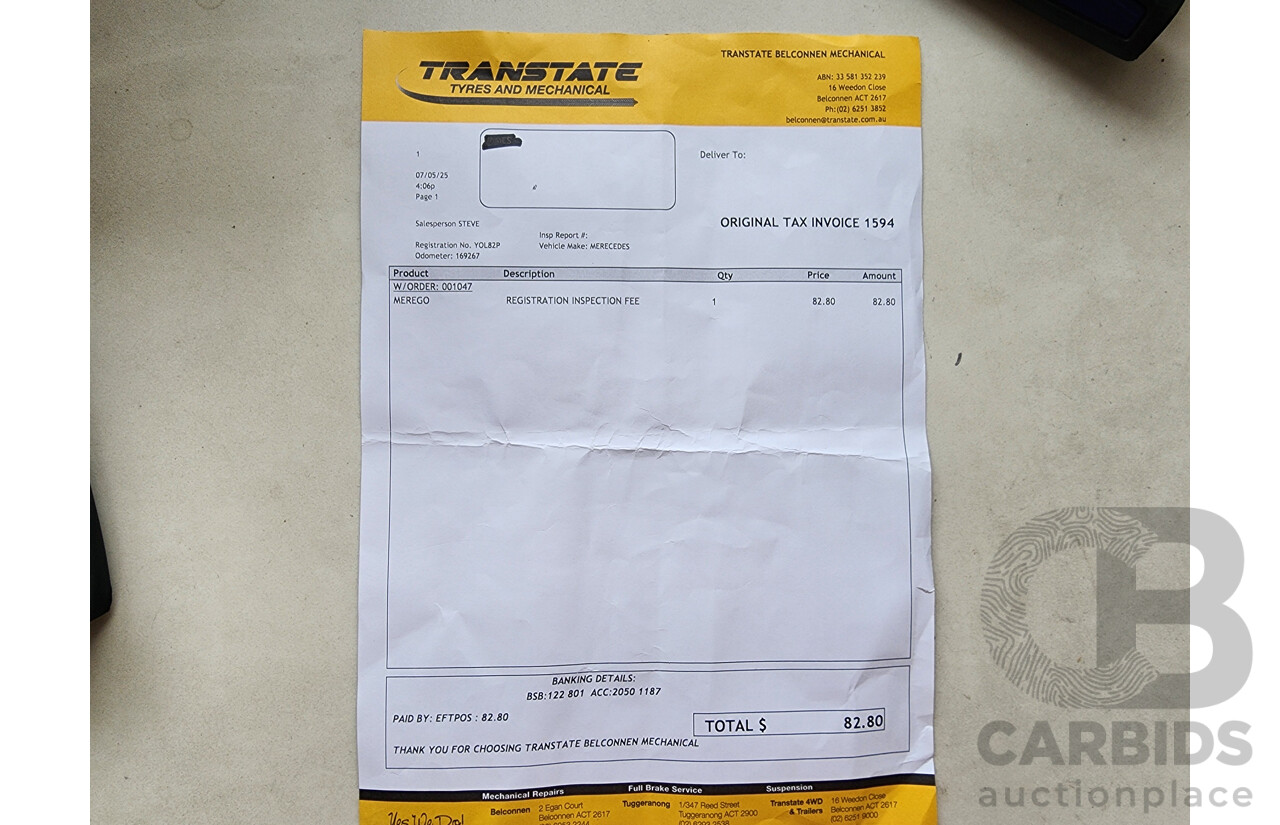 TRANSTATE
TYRES AND MECHANICAL
TRANSTATE BELCONNEN MECHANICAL
ABN: 33 581 352 239
16 Weedon Close
Belconnen ACT 2617
Ph:(02) 6251 3852
belconnen@transtate.com.au
1
07/05/25
4:06p
Page 1
Deliver To:
Salesperson STEVE
ORIGINAL TAX INVOICE 1594
Insp Report #:
Registration No. YOL82P Vehicle Make: MERECEDES
Odometer: 169267
Product Description Qty Price Amount
W/ORDER: 001047
MEREGO REGISTRATION INSPECTION FEE 1 82.80 82.80
BANKING DETAILS:
BSB:122 801 ACC:2050 1187
PAID BY: EFTPOS : 82.80
TOTAL $ 82.80
THANK YOU FOR CHOOSING TRANSTATE BELCONNEN MECHANICAL
Mechanical Repairs Full Brake Service Suspension
Yes We Do!
Belconnen 2 Egan Court
Belconnen ACT 2617
Tuggeranong 1/347 Reed Street
Tuggeranong ACT 2900
Transtate 4WD & Trailers 16 Weedon Close
Belconnen ACT 2617
(02) 6251 9000
CB
CARBIDS
auctionplace